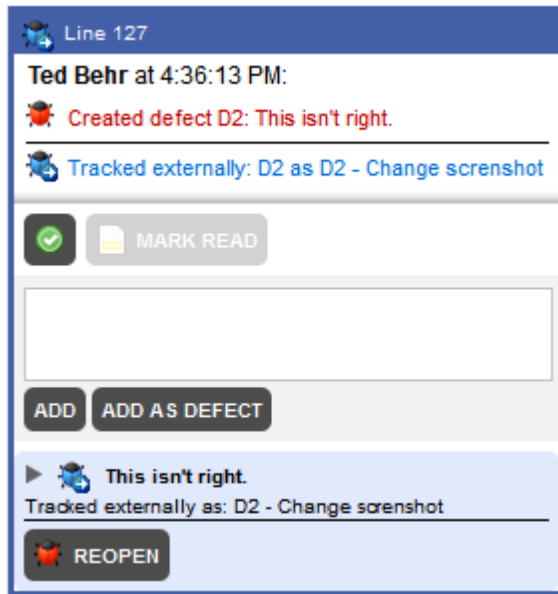 Line 127
Ted Behr at 4:36:13 PM:
Created defect D2: This isn't right.
Tracked externally: D2 as D2 - Change screnshot
MARK READ
ADD
ADD AS DEFECT
This isn't right.
Tracked externally as: D2 - Change screnshot
REOPEN